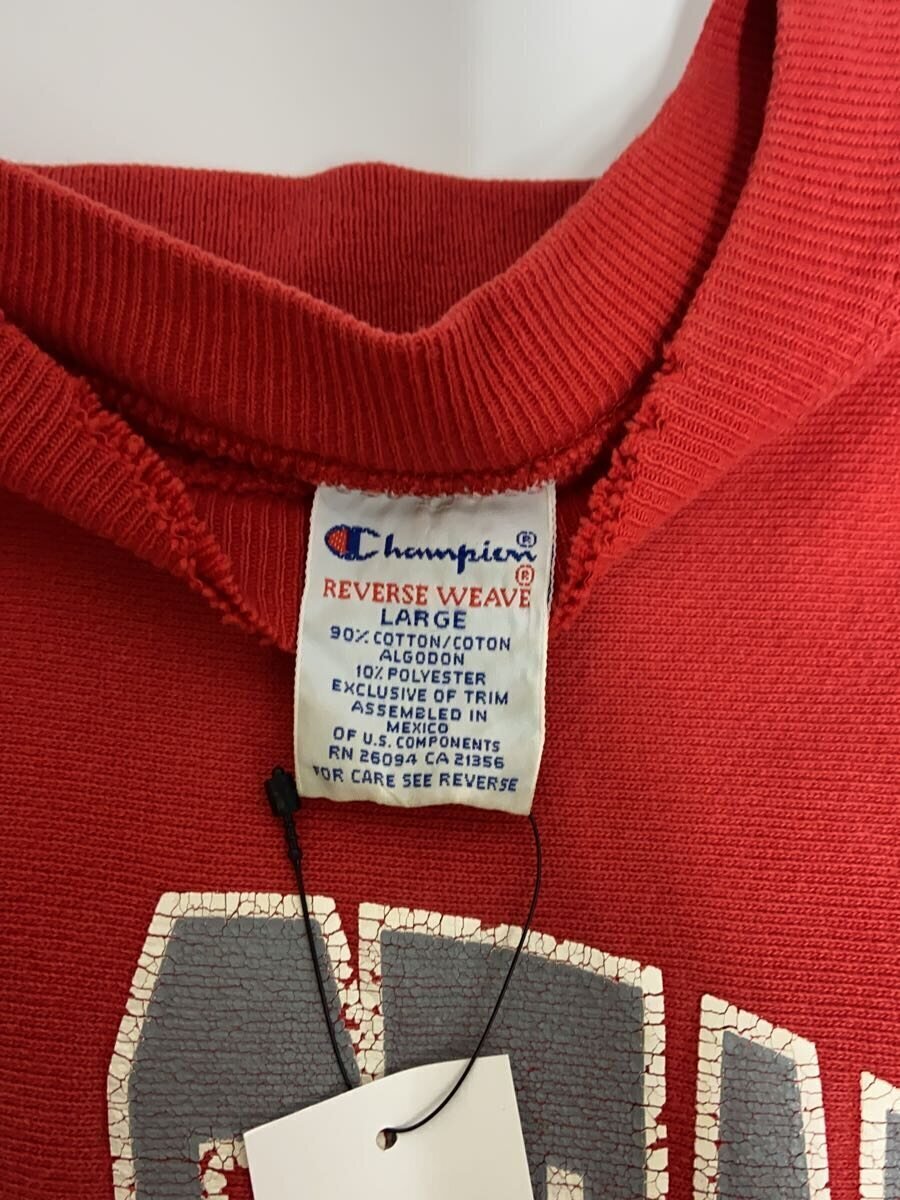 Champion®
REVERSE WEAVE®
LARGE
90% COTTON/COTON
ALGODON
10% POLYESTER
EXCLUSIVE OF TRIM
ASSEMBLED IN
MEXICO
OF U.S. COMPONENTS
RN 26094 CA 21356
FOR CARE SEE REVERSE